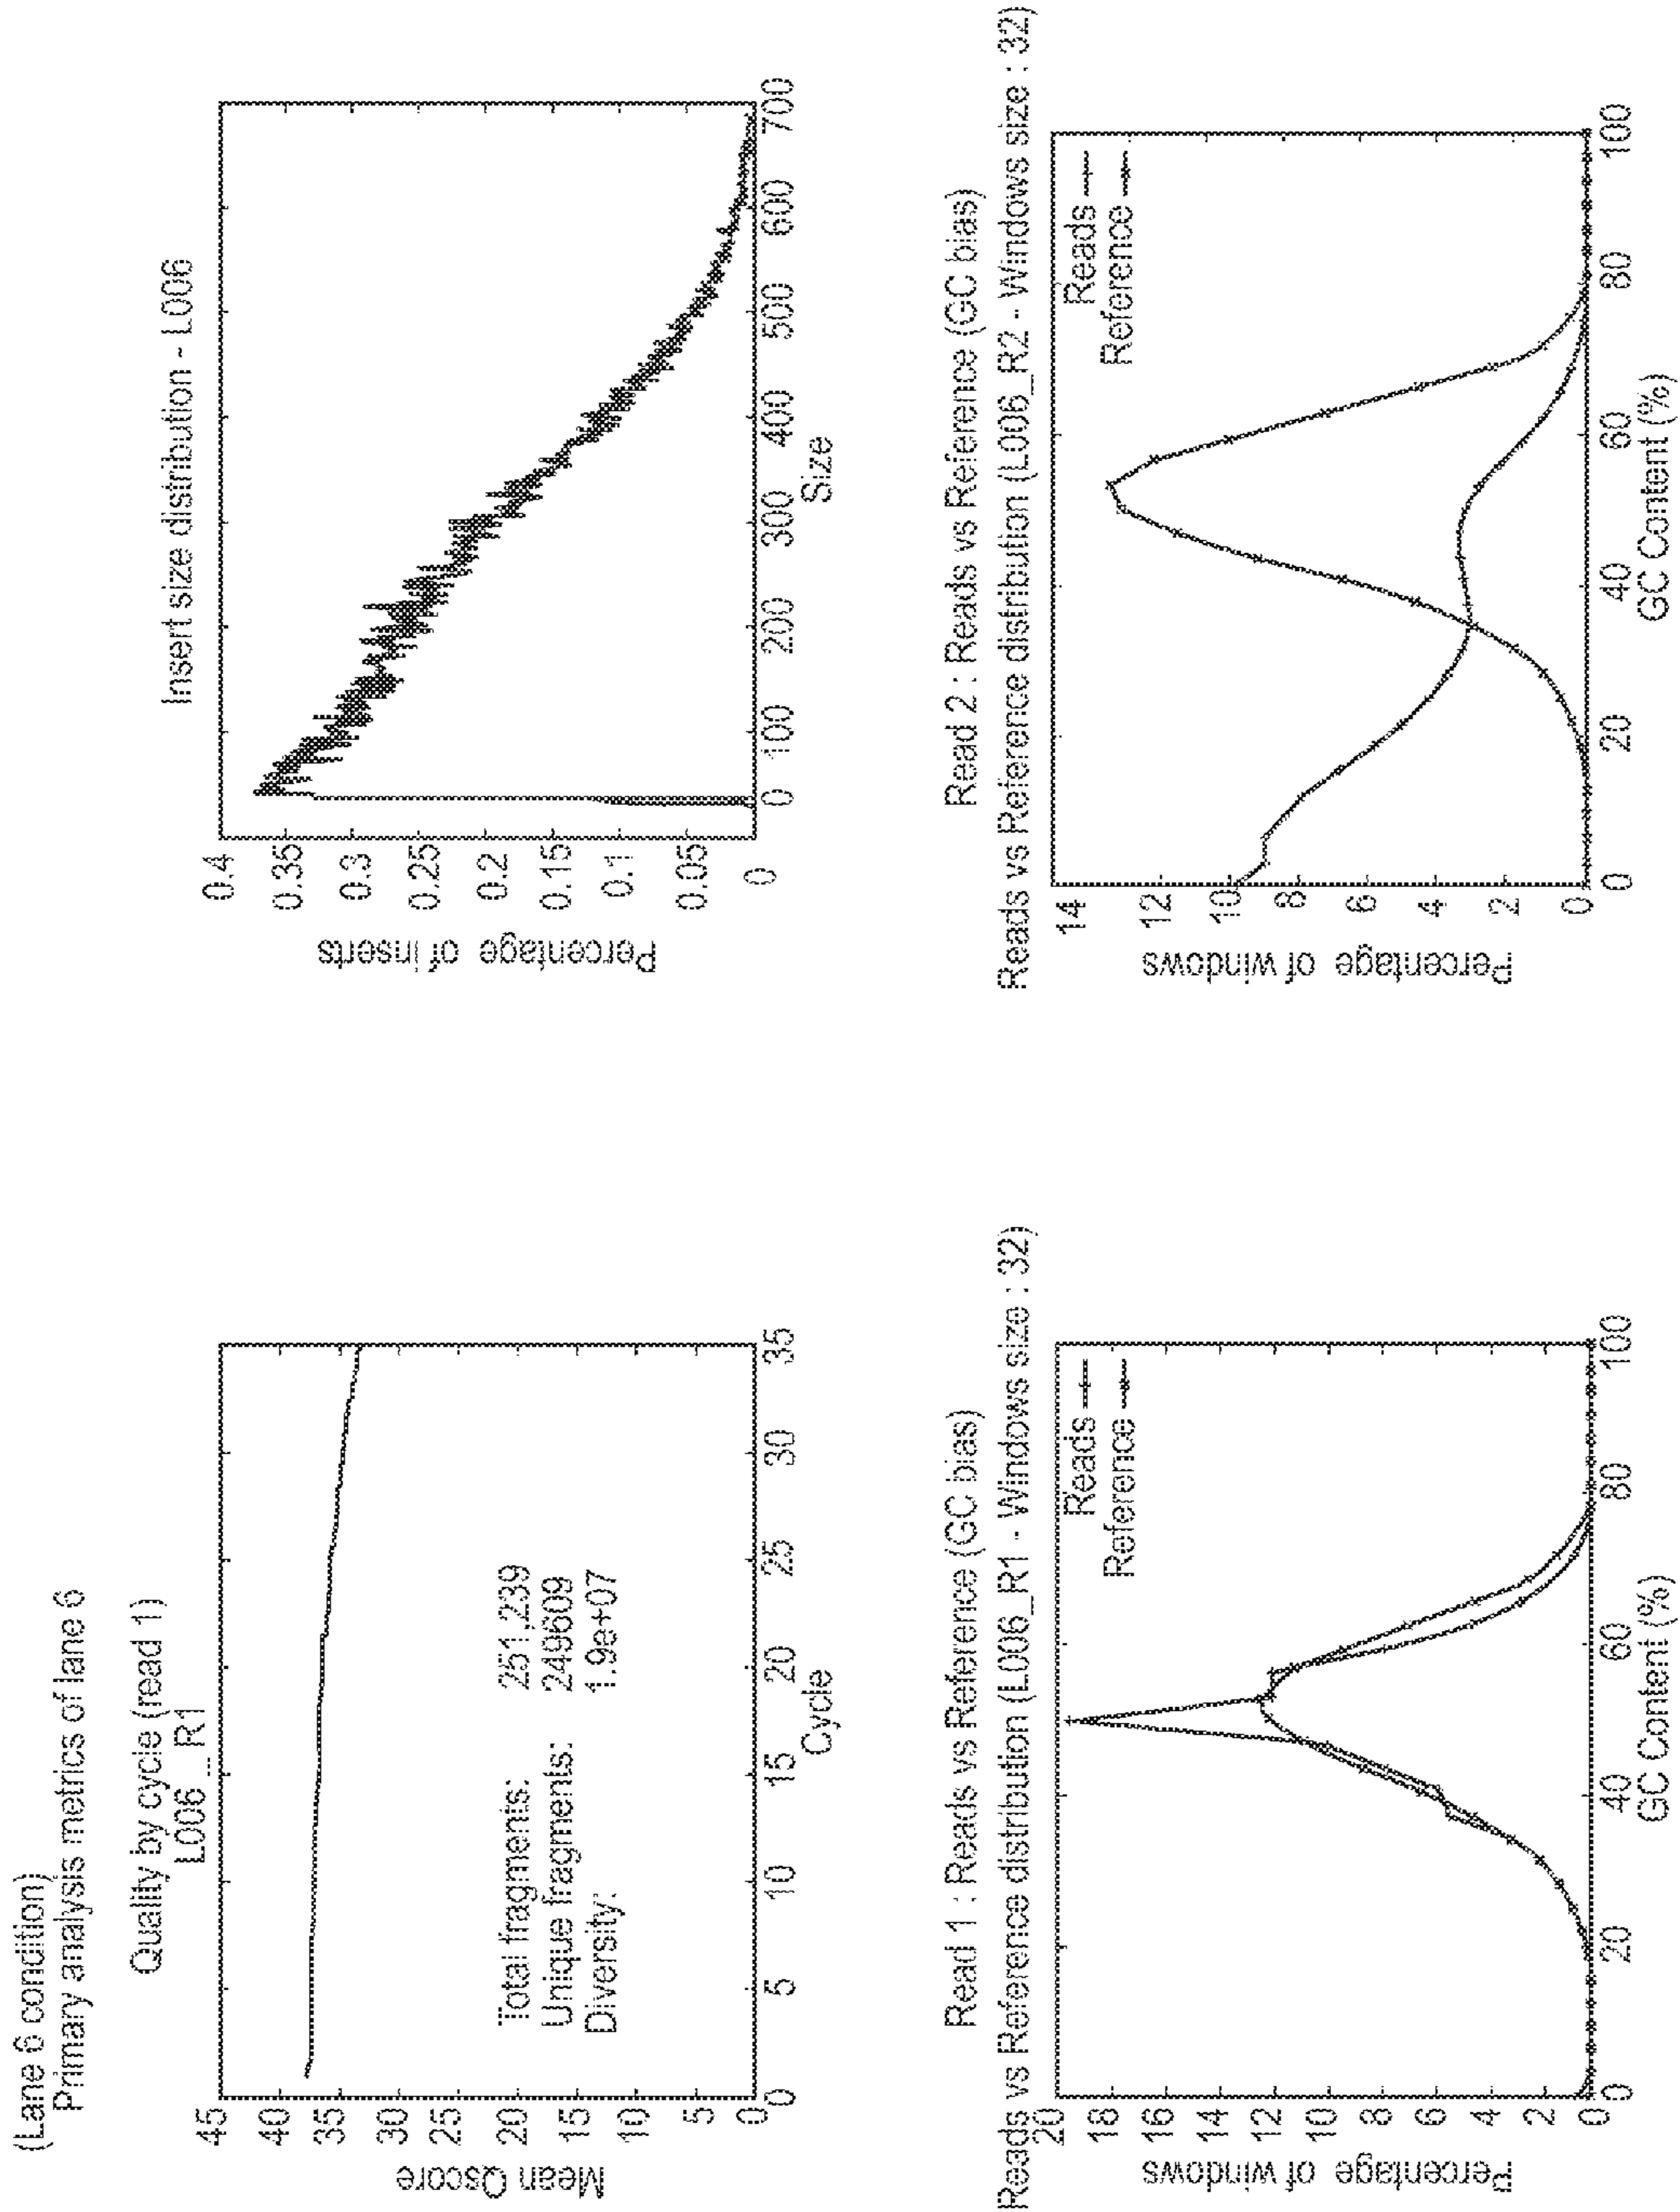 (Lane 6 condition)
Primary analysis metrics of lane 6
Quality by cycle (read 1)
L006_R1
Mean Qscore
45
40
35
30
25
20
15
10
5
0
Total fragments: 251,239
Unique fragments: 249609
Diversity: 1.9e+07
0 5 10 15 20 25 30 35
Cycle
Insert size distribution - L006
Percentage of inserts
0.4
0.35
0.3
0.25
0.2
0.15
0.1
0.05
0
0 100 200 300 400 500 600 700
Size
Read 1 : Reads vs Reference (GC bias)
Reads vs Reference distribution (L006_R1 - Windows size : 32)
Percentage of windows
20
18
16
14
12
10
8
6
4
2
0
Reads
Reference
0 20 40 60 80 100
GC Content (%)
Read 2 : Reads vs Reference (GC bias)
Reads vs Reference distribution (L006_R2 - Windows size : 32)
Percentage of windows
14
12
10
8
6
4
2
0
Reads
Reference
0 20 40 60 80 100
GC Content (%)